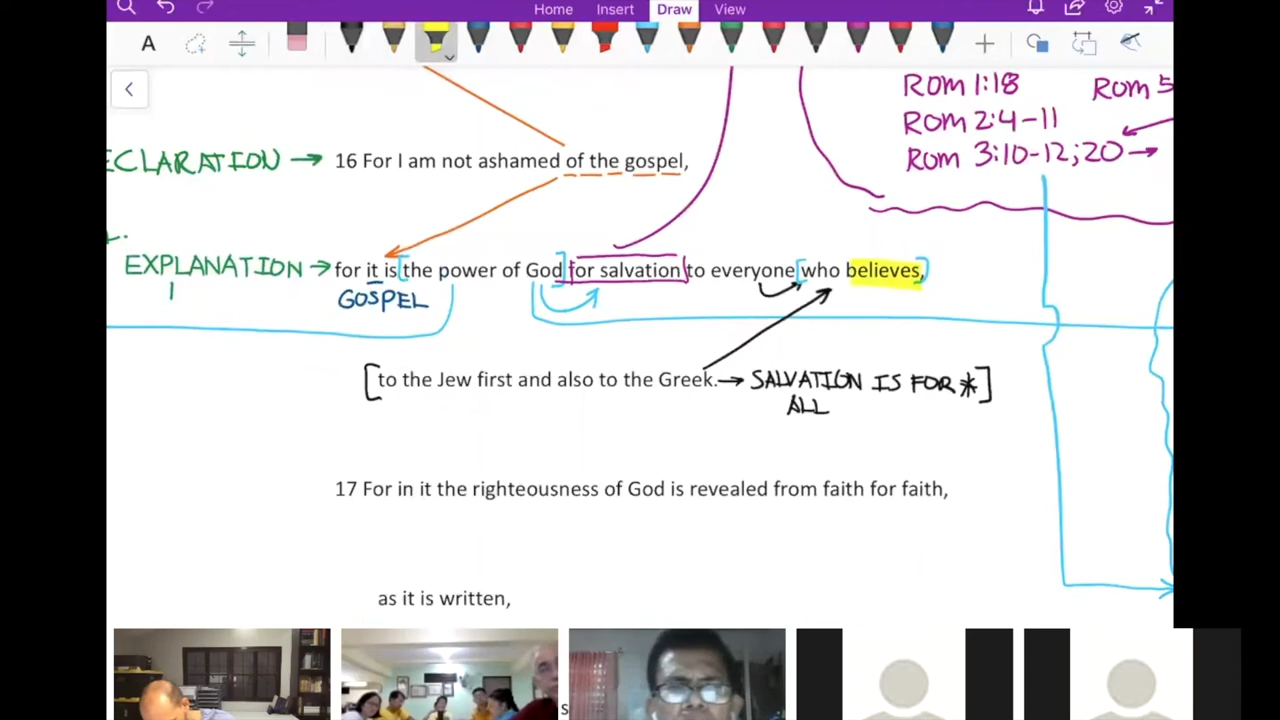 Home Insert Draw View
A
Rom 1:18 Rom 5
Rom 2:4-11
ECLARATION → 16 For I am not ashamed of the gospel, Rom 3:10-12; 20 →
EXPLANATION → for it is the power of God for salvation to everyone who believes,
1 GOSPEL
[to the Jew first and also to the Greek. → SALVATION IS FOR *]
ALL
17 For in it the righteousness of God is revealed from faith for faith,
as it is written,
s